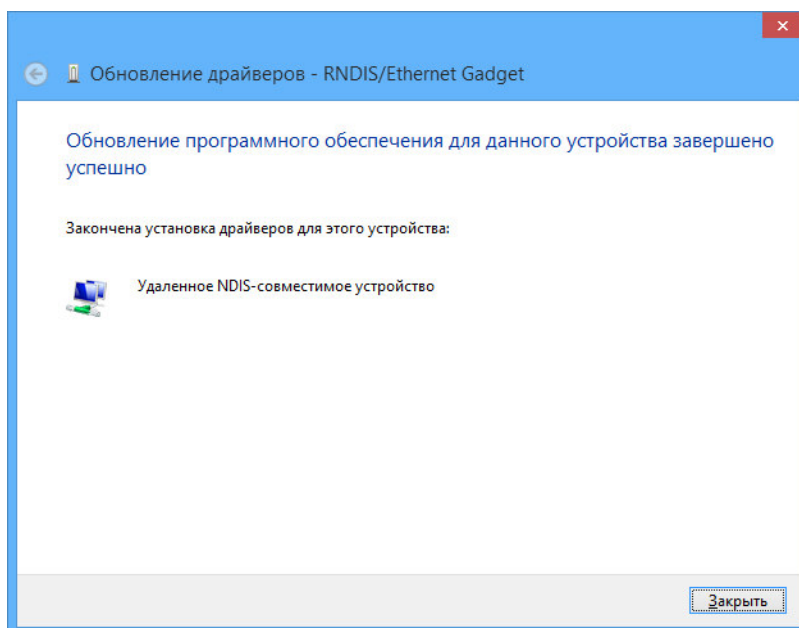 Обновление драйверов - RNDIS/Ethernet Gadget
Обновление программного обеспечения для данного устройства завершено
успешно
Закончена установка драйверов для этого устройства:
Удаленное NDIS-совместимое устройство
Закрыть